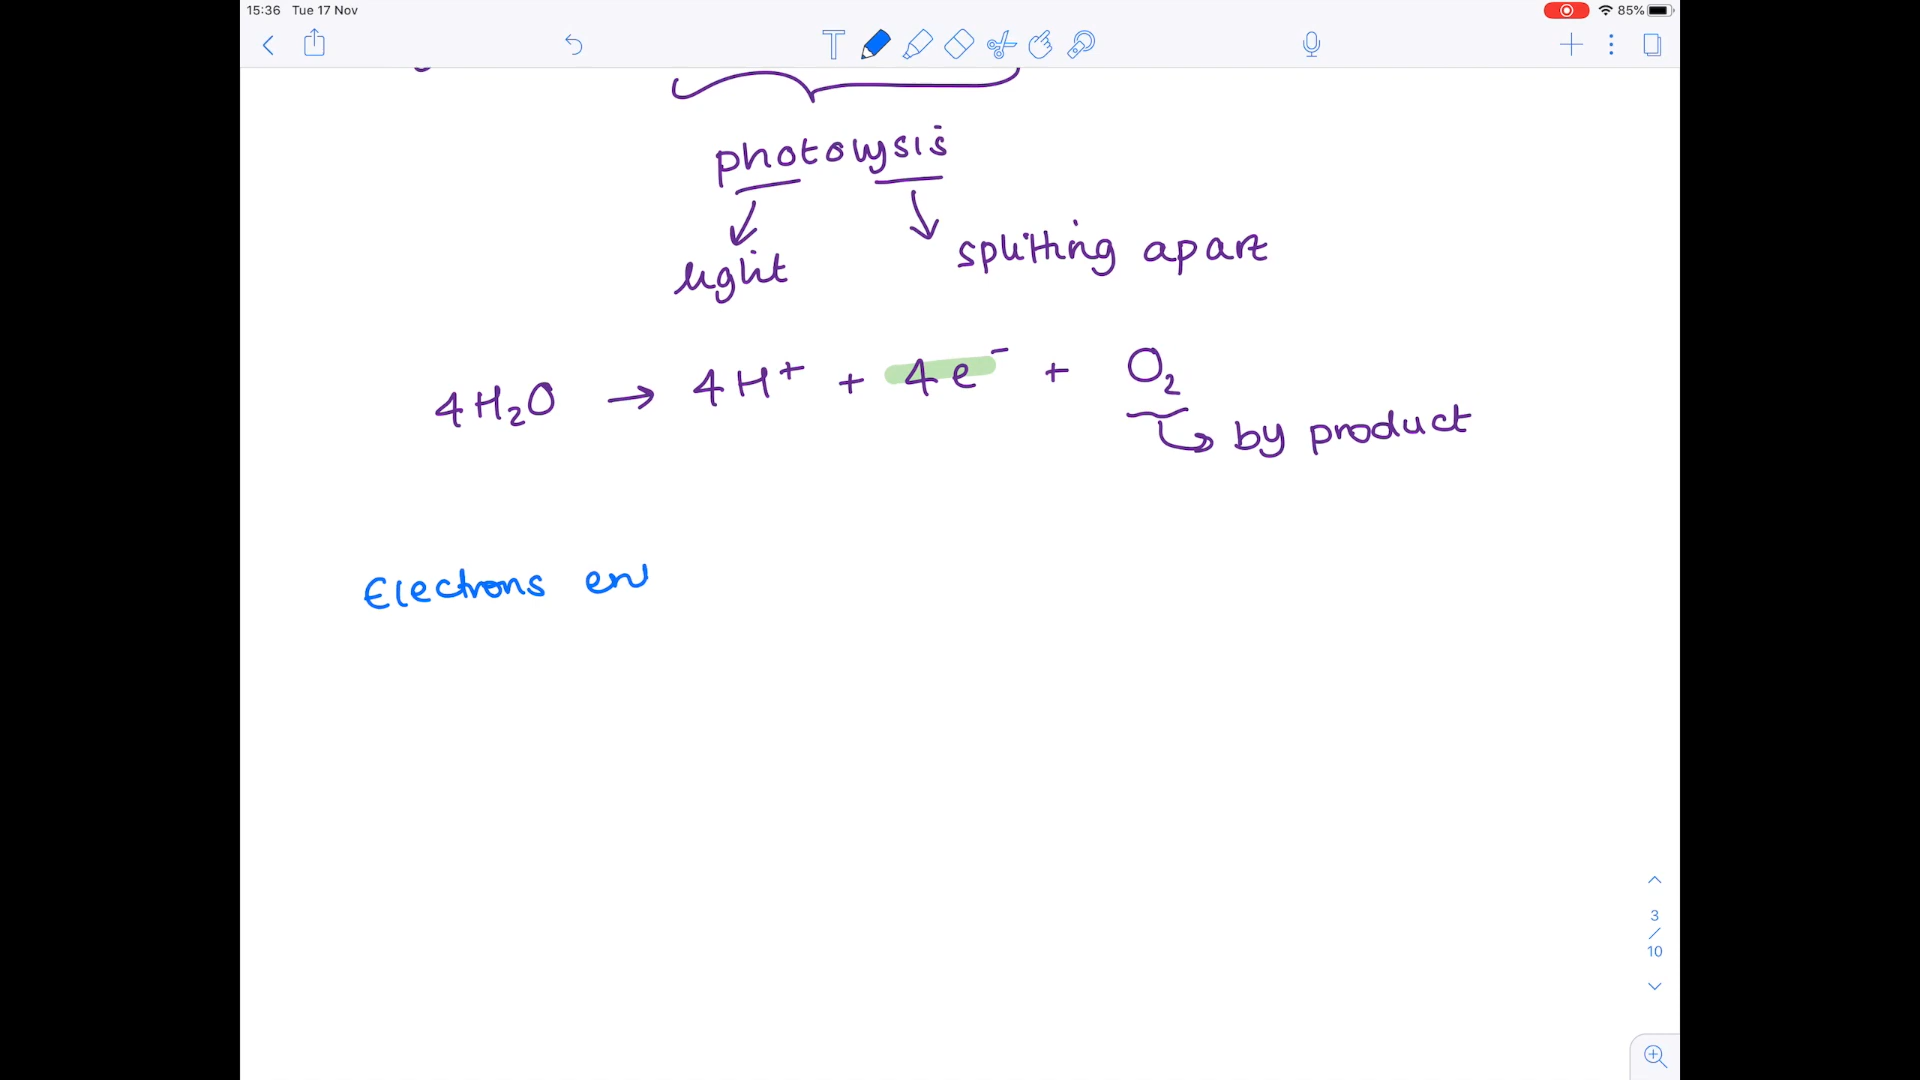 15:36 Tue 17 Nov 85%
T
photolysis
light
splitting apart
4H₂O → 4H⁺ + 4e⁻ + O₂
by product
Electrons en
3
/
10